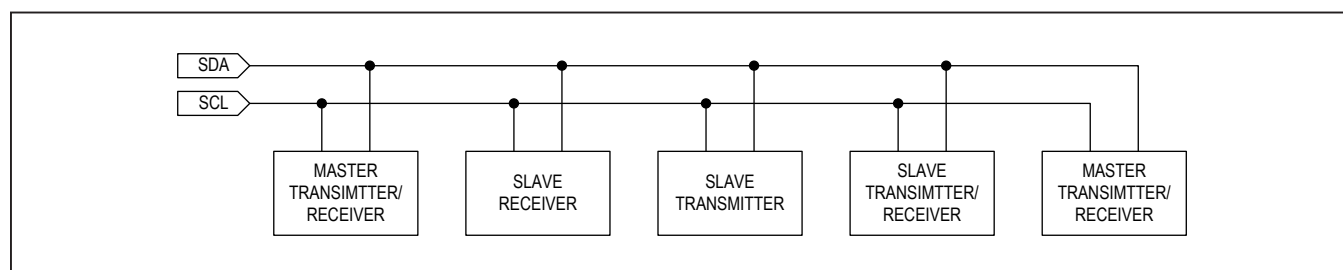 SDA
SCL
MASTER
TRANSIMTTER/
RECEIVER
SLAVE
RECEIVER
SLAVE
TRANSMITTER
SLAVE
TRANSIMTTER/
RECEIVER
MASTER
TRANSIMTTER/
RECEIVER